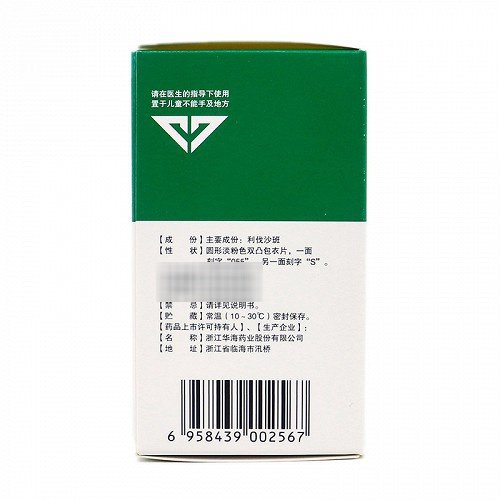 请在医生的指导下使用
置于儿童不能手及地方
【成　份】主要成份：利伐沙班
【性　状】圆形淡粉色双凸包衣片，一面
刻字“055”，另一面刻字“S”。
【禁　忌】请详见说明书。
【贮　藏】常温（10～30℃）密封保存。
【药品上市许可持有人】、【生产企业】：
【名　称】浙江华海药业股份有限公司
【地　址】浙江省临海市汛桥
6 958439 002567